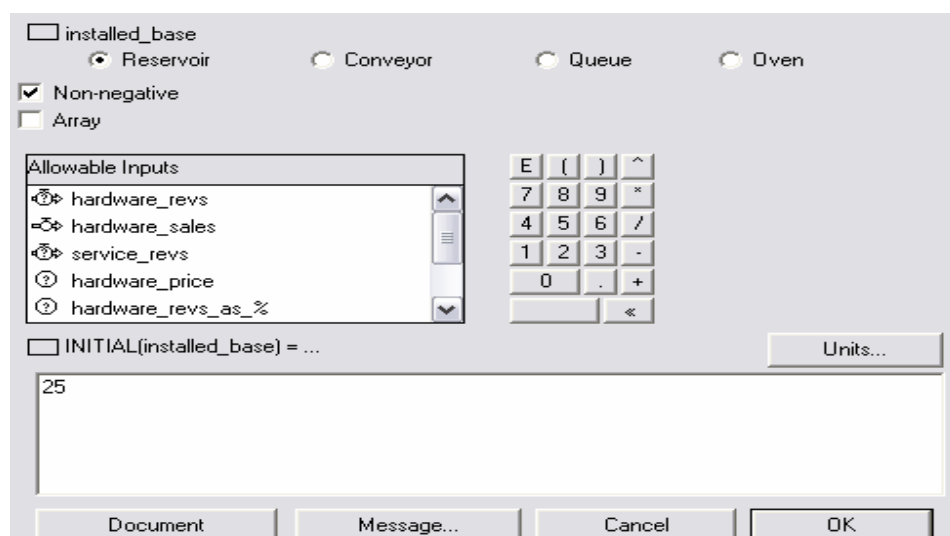 installed_base
Reservoir Conveyor Queue Oven
Non-negative
Array
Allowable Inputs
hardware_revs
hardware_sales
service_revs
hardware_price
hardware_revs_as_%
E ( ) ^
7 8 9 *
4 5 6 /
1 2 3 -
0 . +
«
INITIAL(installed_base) = ...
Units...
25
Document Message... Cancel OK